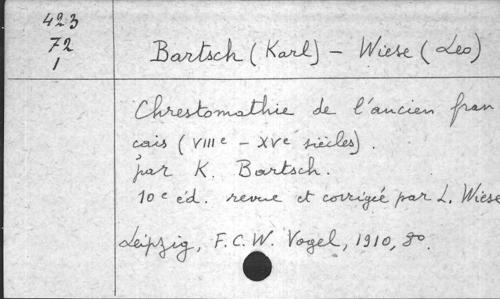 423
72
1
Bartsch (Karl) – Wiese (Leo)
Chrestomathie de l'ancien fran
çais (VIIIe – XVe siècles).
par K. Bartsch.
10e éd. revue et corrigée par L. Wiese
Leipzig, F.C.W. Vogel, 1910, 8o.